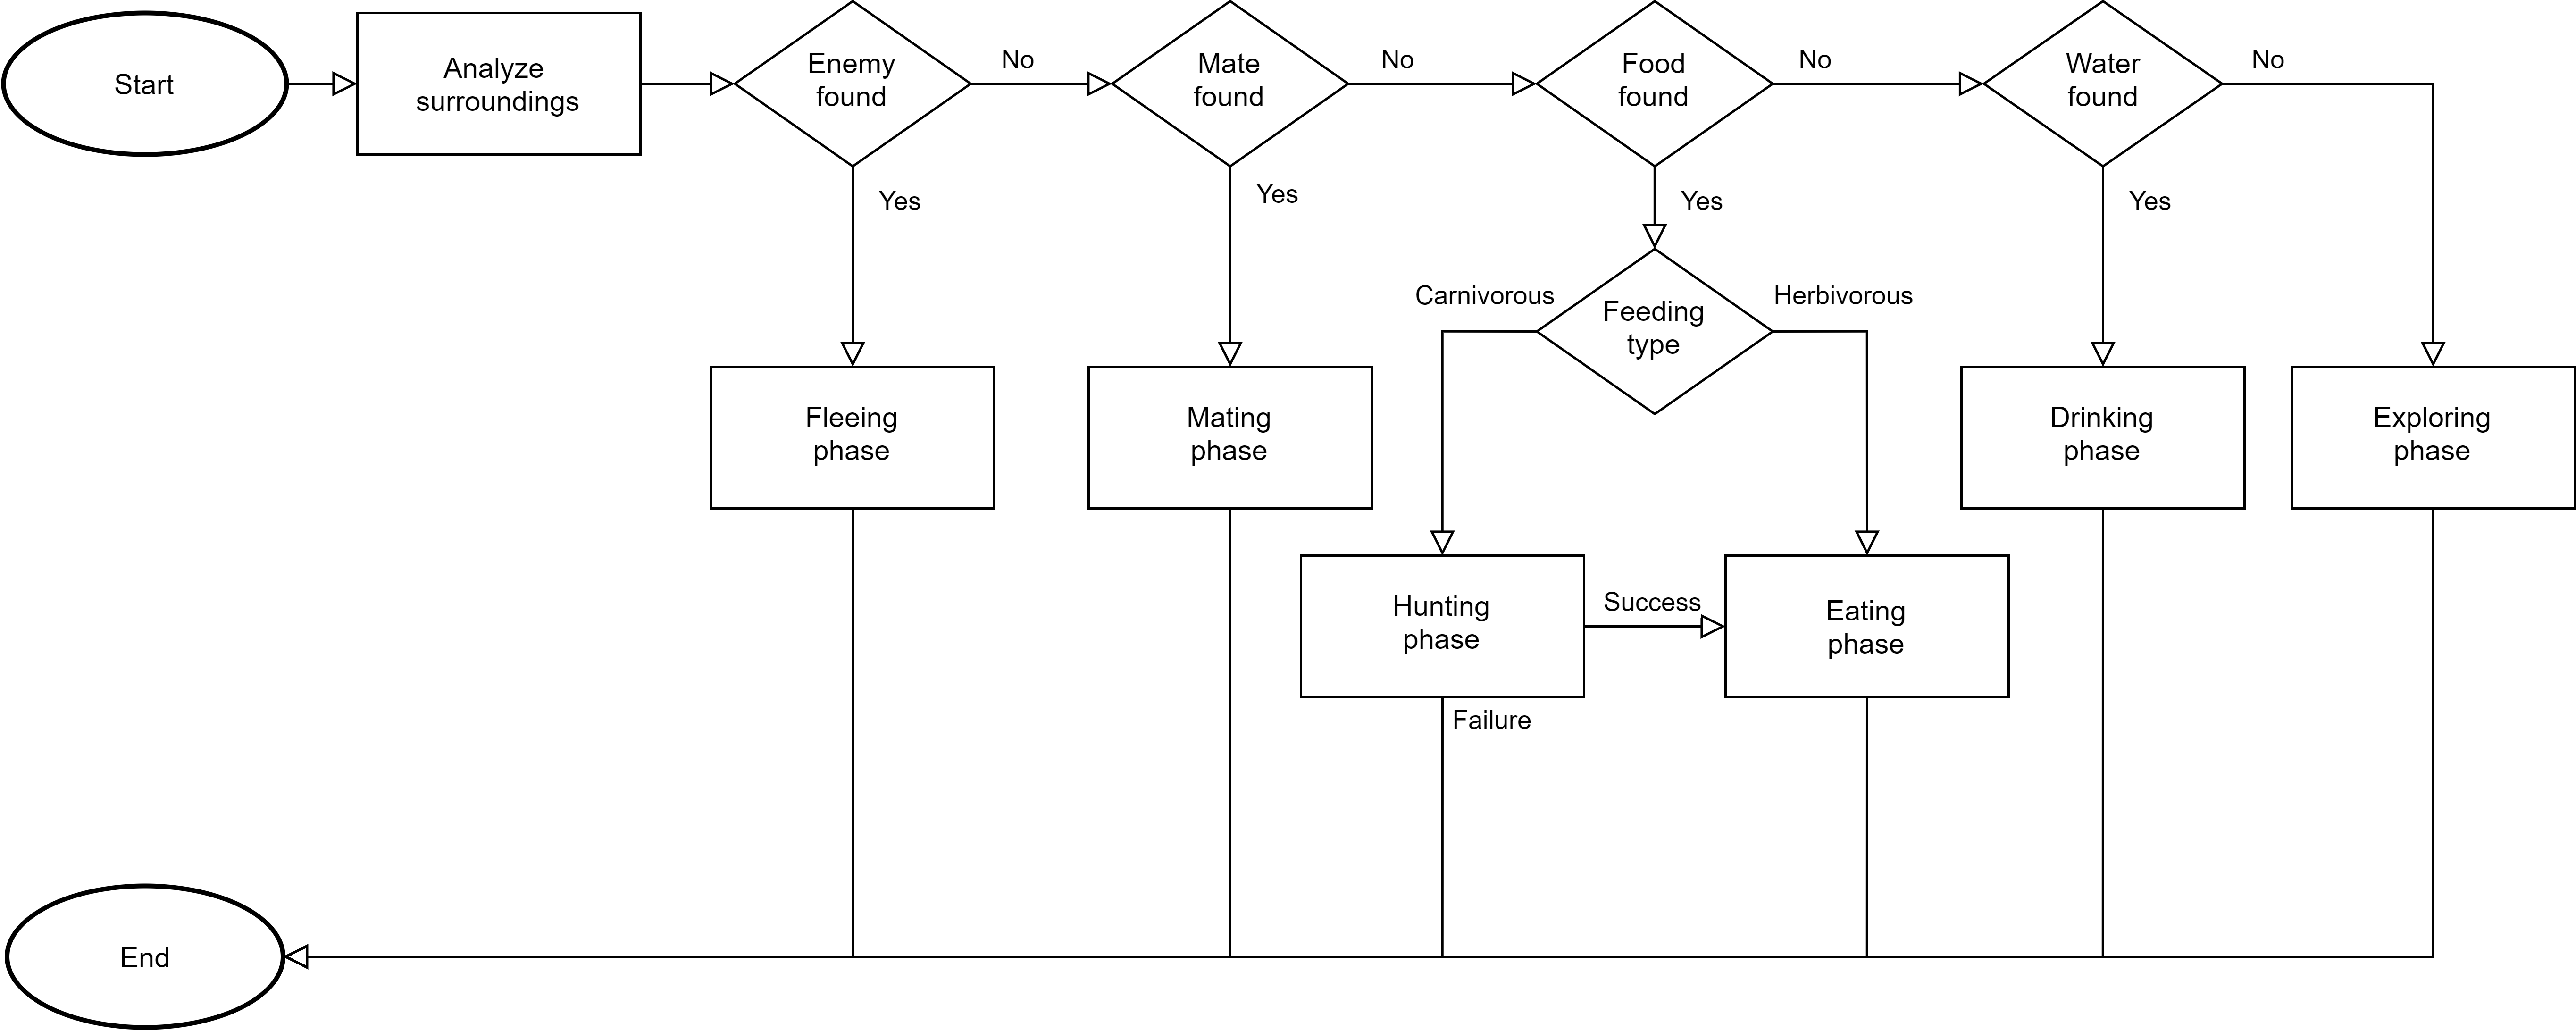 Start
Analyze
surroundings
Enemy
found
No
Mate
found
No
Food
found
No
Water
found
No
Yes
Yes
Yes
Yes
Carnivorous
Feeding
type
Herbivorous
Fleeing
phase
Mating
phase
Drinking
phase
Exploring
phase
Hunting
phase
Success
Eating
phase
Failure
End